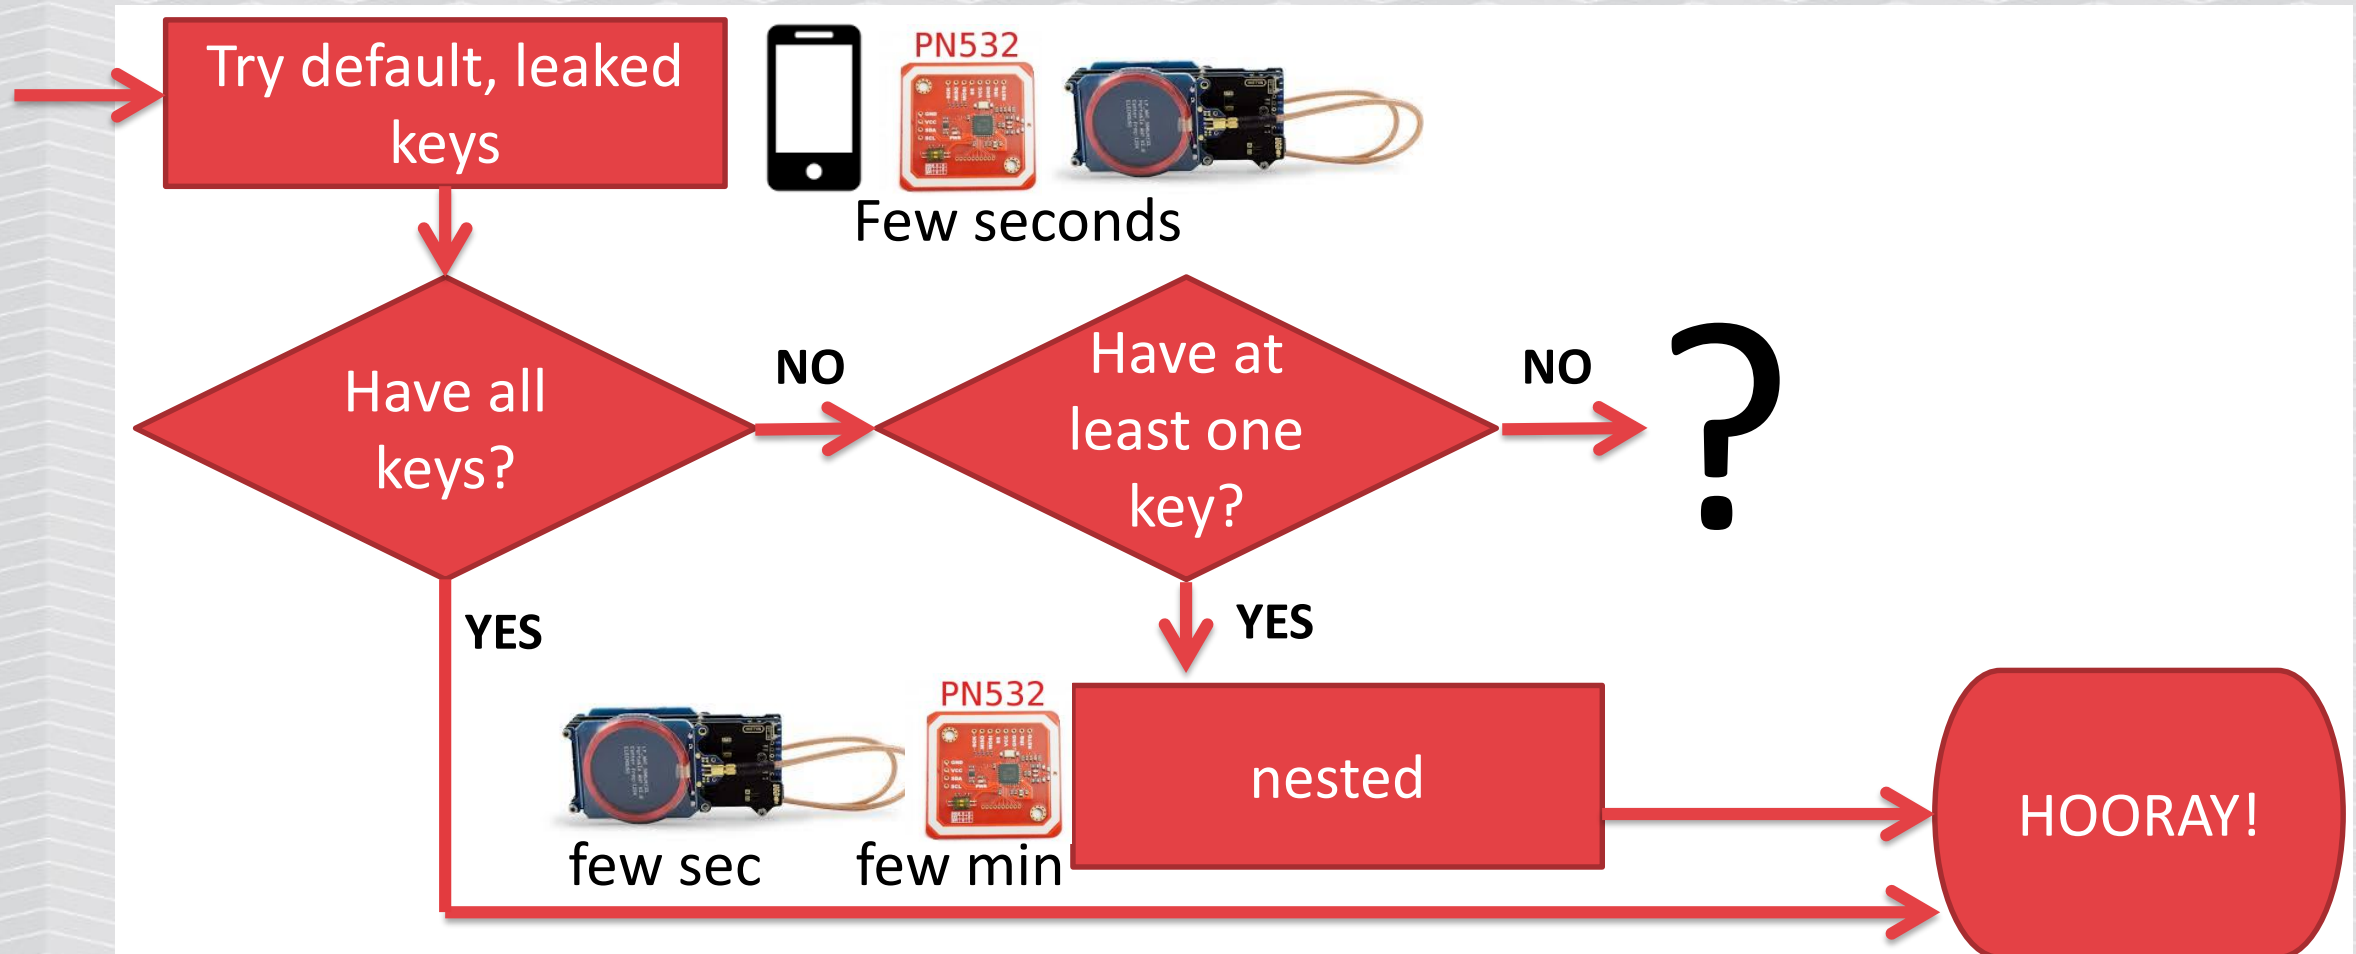 Try default, leaked
keys
PN532
Few seconds
Have all
keys?
NO
Have at
least one
key?
NO
?
YES
YES
PN532
few sec
few min
nested
HOORAY!